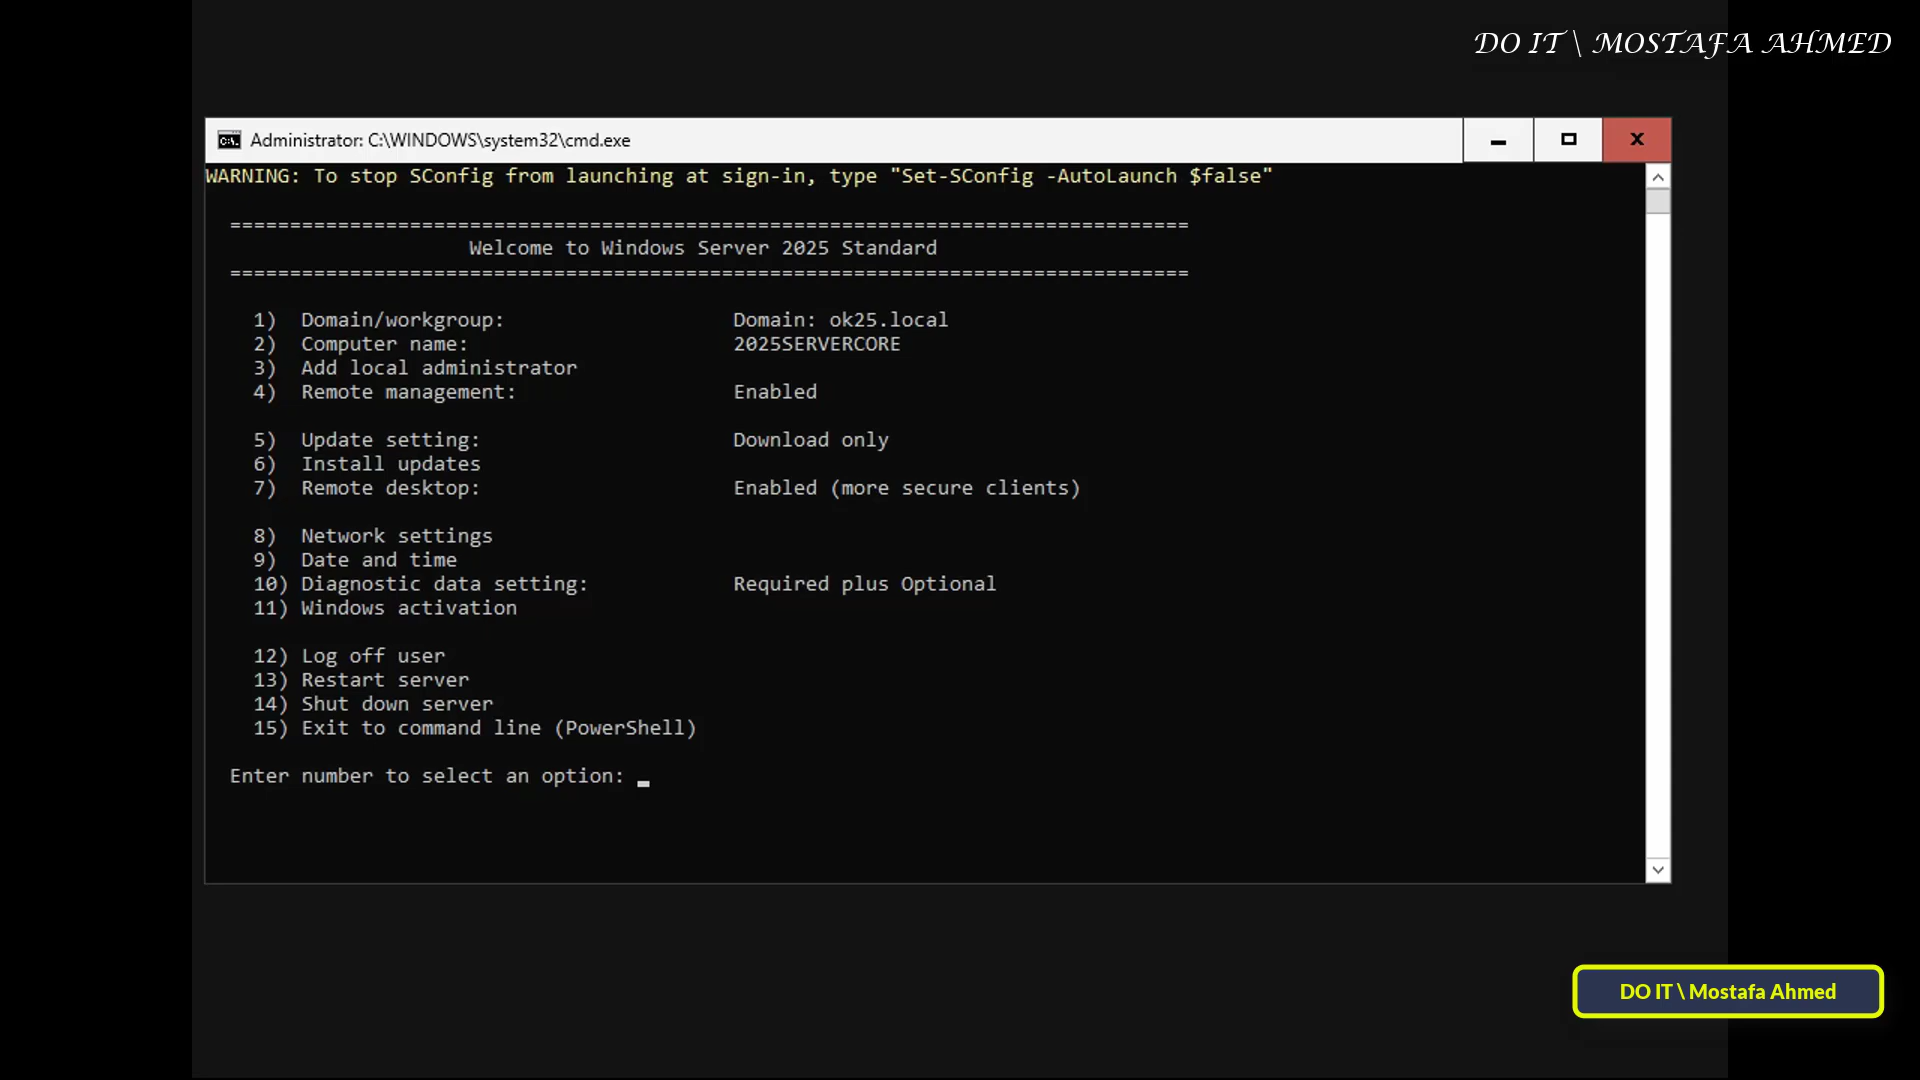 DO IT \ MOSTAFA AHMED
Administrator: C:\WINDOWS\system32\cmd.exe
WARNING: To stop SConfig from launching at sign-in, type "Set-SConfig -AutoLaunch $false"
================================================================================
Welcome to Windows Server 2025 Standard
================================================================================
1) Domain/workgroup: Domain: ok25.local
2) Computer name: 2025SERVERCORE
3) Add local administrator
4) Remote management: Enabled
5) Update setting: Download only
6) Install updates
7) Remote desktop: Enabled (more secure clients)
8) Network settings
9) Date and time
10) Diagnostic data setting: Required plus Optional
11) Windows activation
12) Log off user
13) Restart server
14) Shut down server
15) Exit to command line (PowerShell)
Enter number to select an option:
DO IT \ Mostafa Ahmed